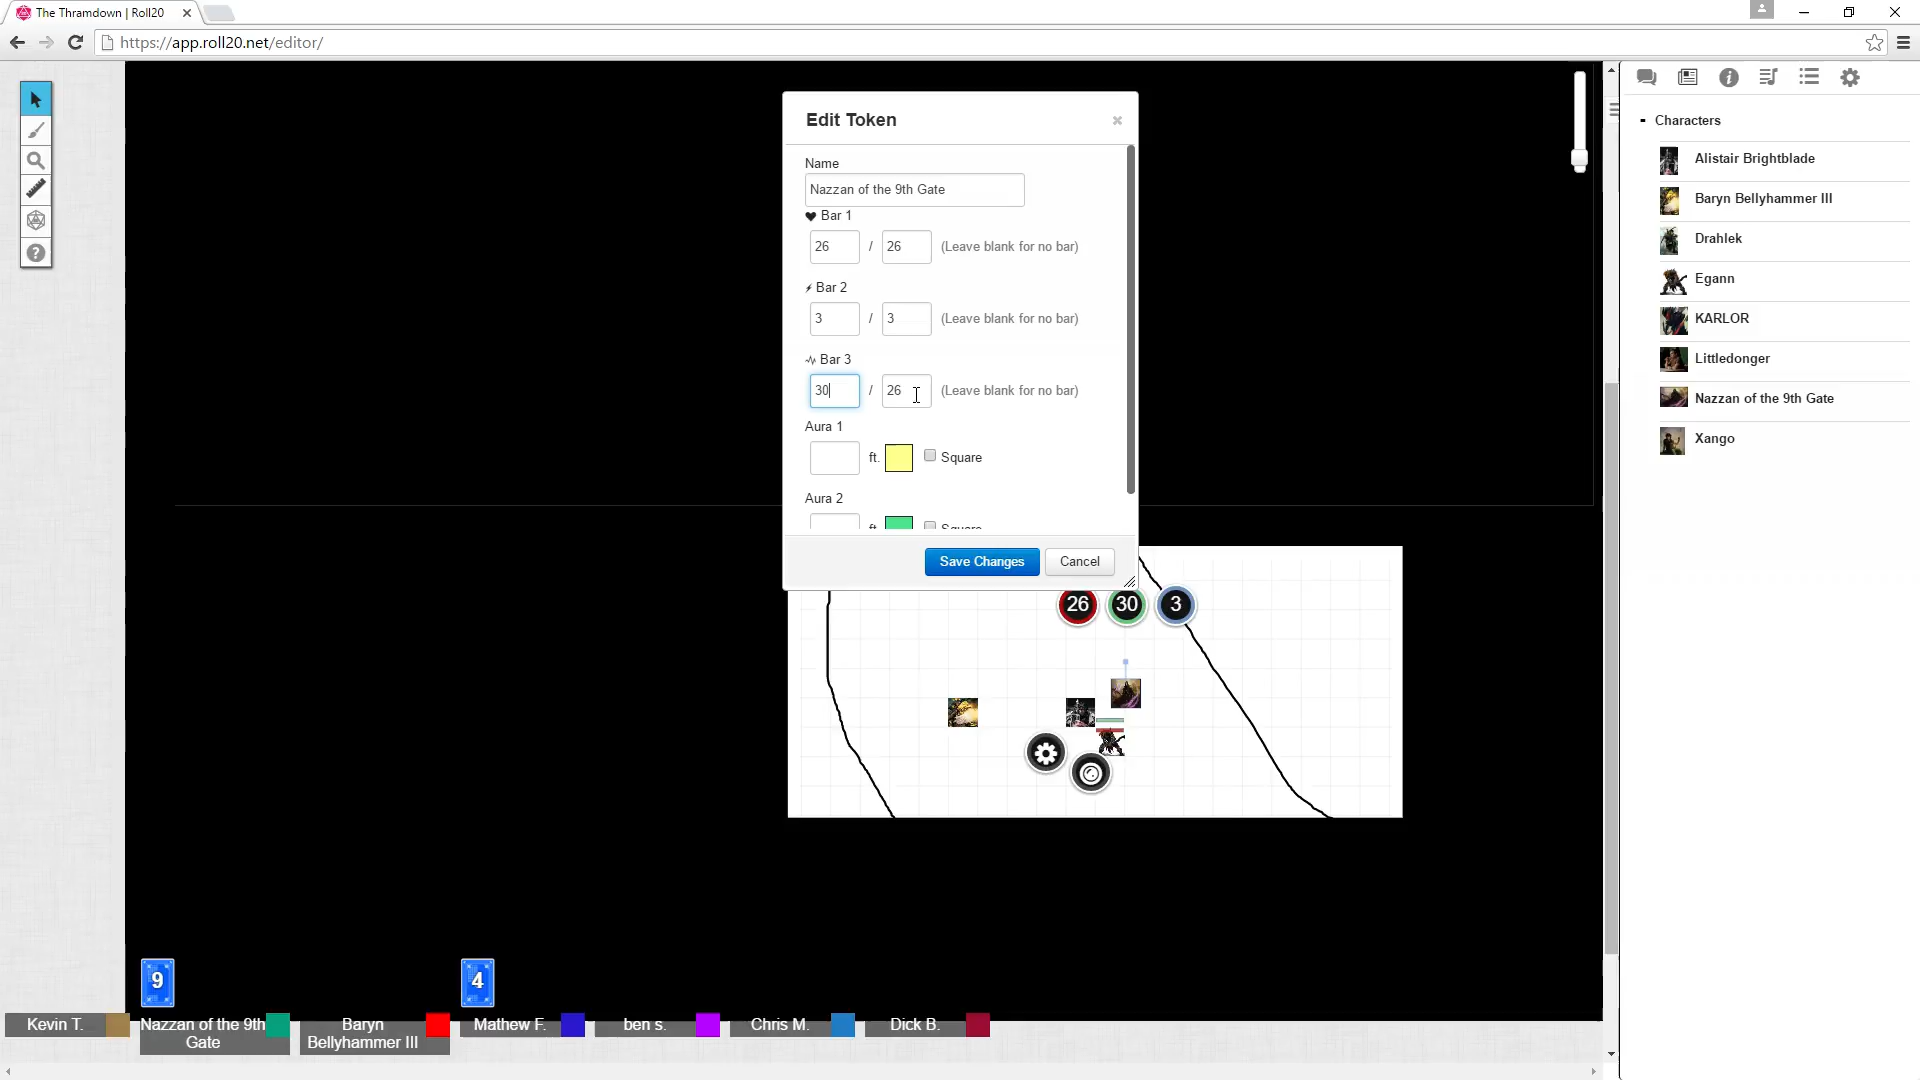 The Thramdown | Roll20
https://app.roll20.net/editor/
Edit Token
Name
Nazzan of the 9th Gate
Bar 1
26 / 26 (Leave blank for no bar)
Bar 2
3 / 3 (Leave blank for no bar)
Bar 3
30 / 26 (Leave blank for no bar)
Aura 1
ft. Square
Aura 2
ft. Square
Save Changes Cancel
26 30 3
Characters
Alistair Brightblade
Baryn Bellyhammer III
Drahlek
Egann
KARLOR
Littledonger
Nazzan of the 9th Gate
Xango
9 4
Kevin T.
Nazzan of the 9th
Gate
Baryn
Bellyhammer III
Mathew F.
ben s.
Chris M.
Dick B.